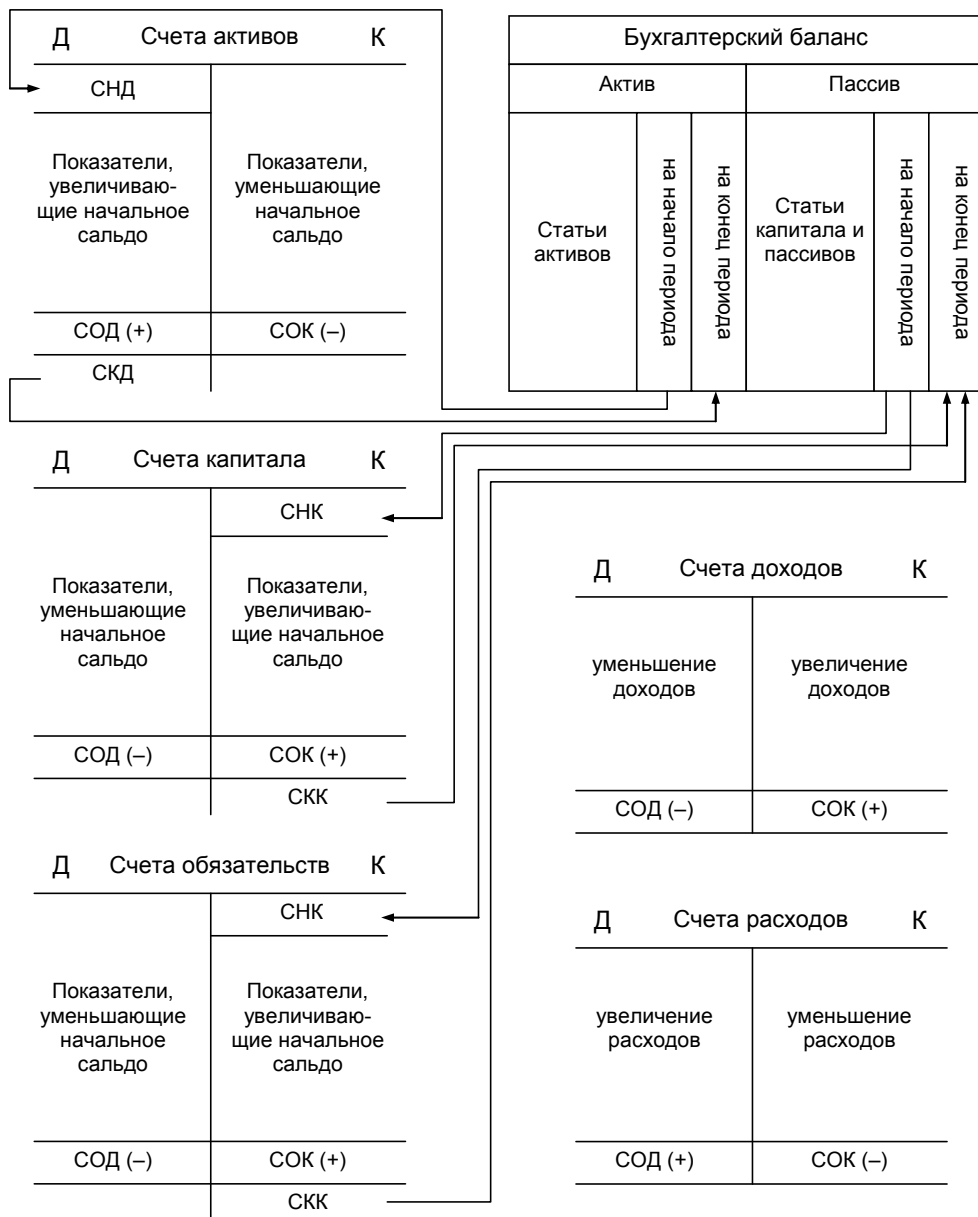 Д Счета активов К
СНД
Показатели,
увеличиваю-
щие начальное
сальдо
Показатели,
уменьшающие
начальное
сальдо
СОД (+) СОК (–)
СКД
Бухгалтерский баланс
Актив Пассив
Статьи
активов
на начало периода
на конец периода
Статьи
капитала и
пассивов
на начало периода
на конец периода
Д Счета капитала К
СНК
Показатели,
уменьшающие
начальное
сальдо
Показатели,
увеличиваю-
щие начальное
сальдо
СОД (–) СОК (+)
СКК
Д Счета обязательств К
СНК
Показатели,
уменьшающие
начальное
сальдо
Показатели,
увеличиваю-
щие начальное
сальдо
СОД (–) СОК (+)
СКК
Д Счета доходов К
уменьшение
доходов
увеличение
доходов
СОД (–) СОК (+)
Д Счета расходов К
увеличение
расходов
уменьшение
расходов
СОД (+) СОК (–)